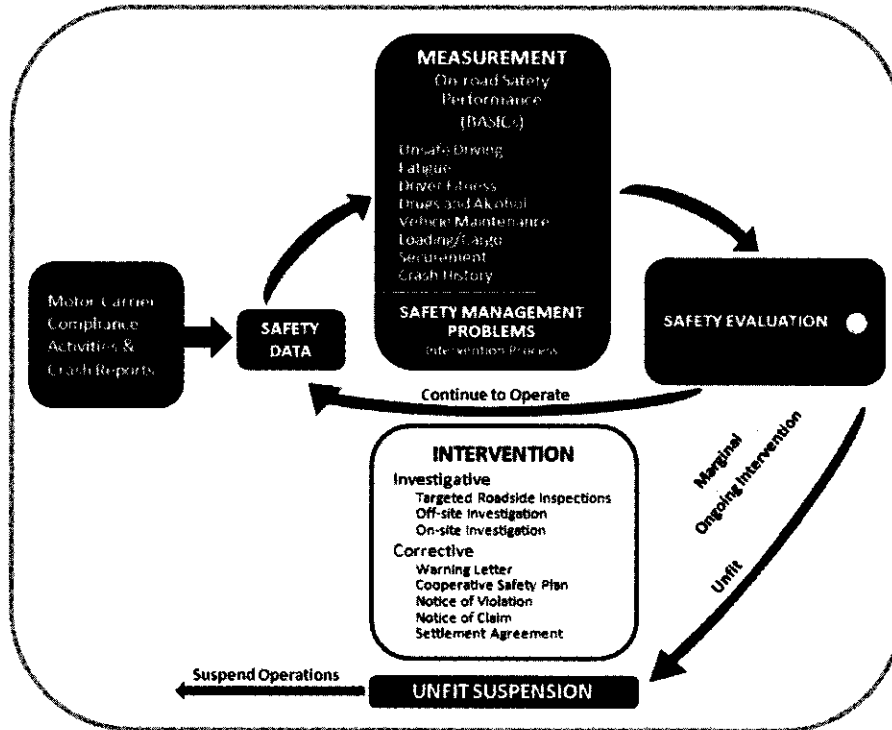 MEASUREMENT
On-road Safety
Performance
(BASICs)
Unsafe Driving
Fatigue
Driver Fitness
Drugs and Alcohol
Vehicle Maintenance
Loading/Cargo
Securement
Crash History
SAFETY MANAGEMENT
PROBLEMS
Intervention Process
Motor Carrier
Compliance
Activities &
Crash Reports
SAFETY
DATA
SAFETY EVALUATION
Continue to Operate
INTERVENTION
Investigative
Targeted Roadside Inspections
Off-site Investigation
On-site Investigation
Corrective
Warning Letter
Cooperative Safety Plan
Notice of Violation
Notice of Claim
Settlement Agreement
Marginal
Ongoing Intervention
Unfit
Suspend Operations
UNFIT SUSPENSION